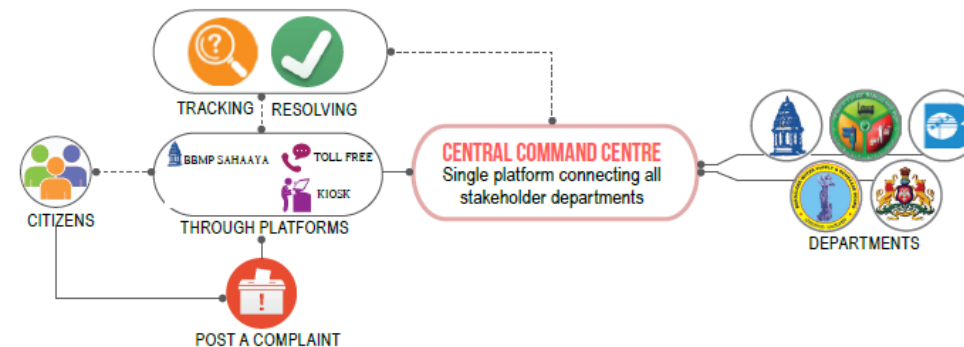 TRACKING RESOLVING
BBMP SAHAAYA
TOLL FREE
KIOSK
CITIZENS
THROUGH PLATFORMS
CENTRAL COMMAND CENTRE
Single platform connecting all
stakeholder departments
DEPARTMENTS
POST A COMPLAINT